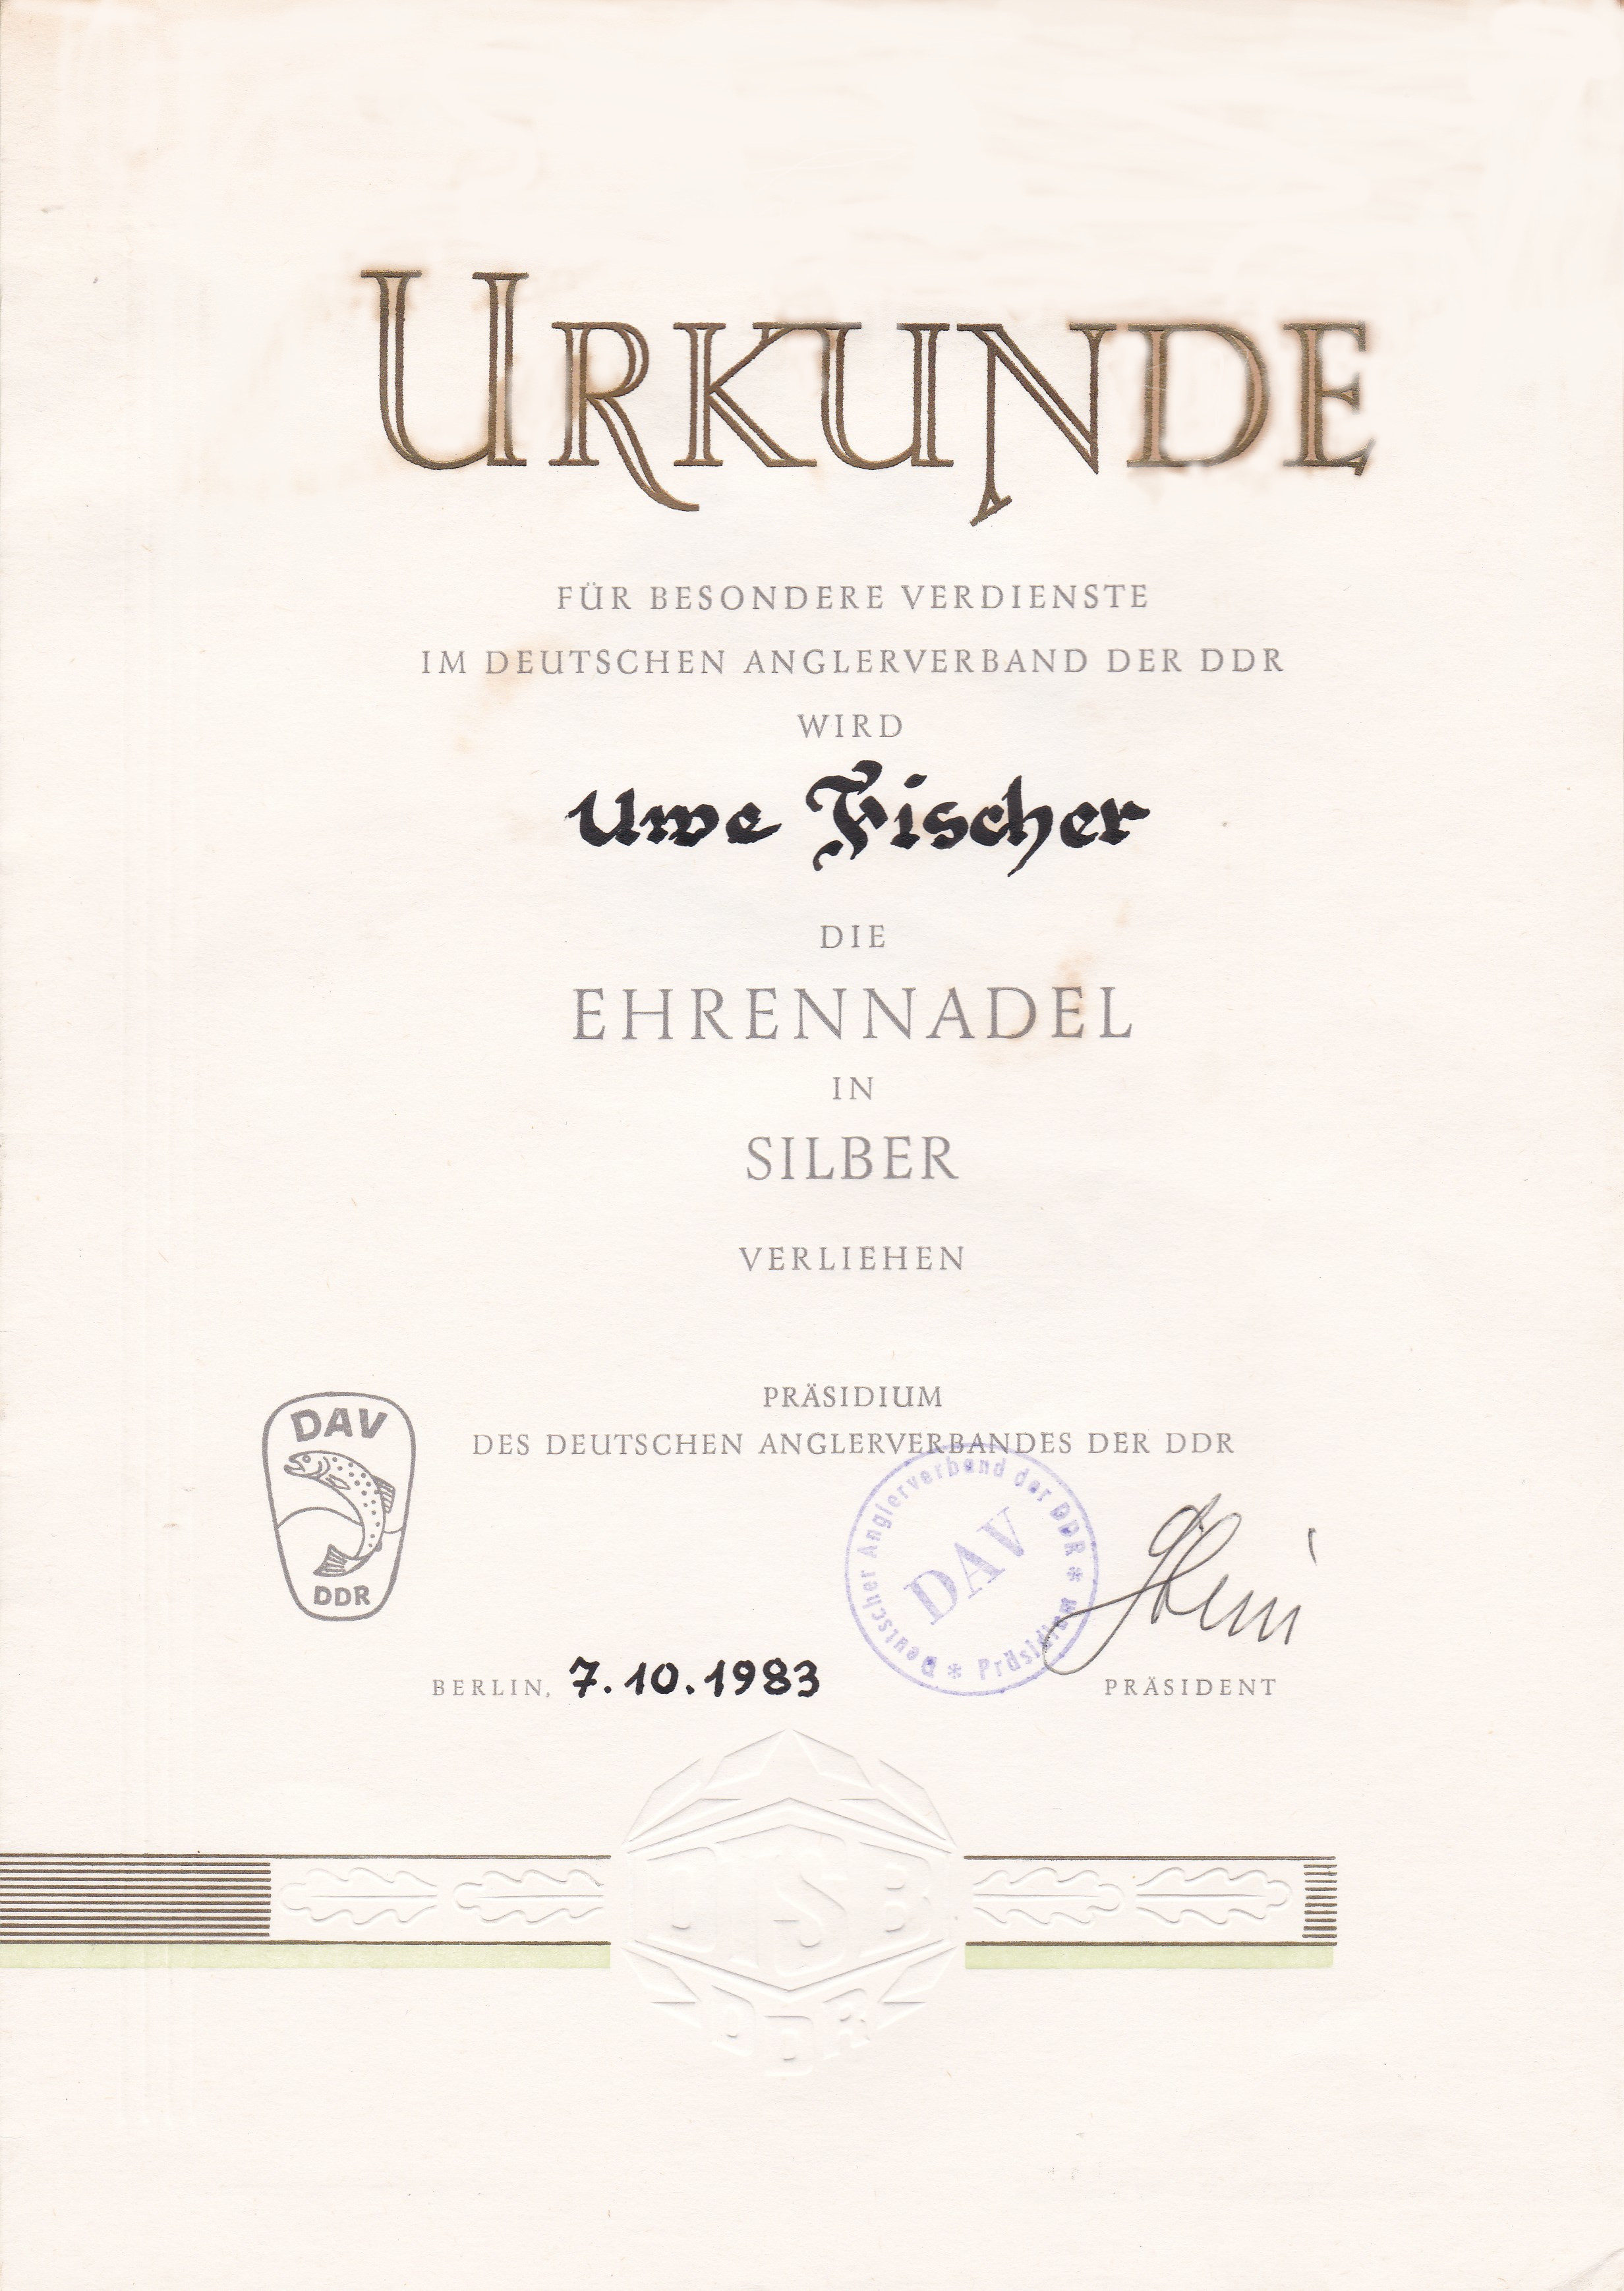 URKUNDE
FÜR BESONDERE VERDIENSTE
IM DEUTSCHEN ANGLERVERBAND DER DDR
WIRD
Uwe Fischer
DIE
EHRENNADEL
IN
SILBER
VERLIEHEN
PRÄSIDIUM
DES DEUTSCHEN ANGLERVERBANDES DER DDR
DAV
DDR
Deutscher Anglerverband der DDR * Präsidium *
DAV
BERLIN, 7.10.1983
PRÄSIDENT
DTSB
DDR